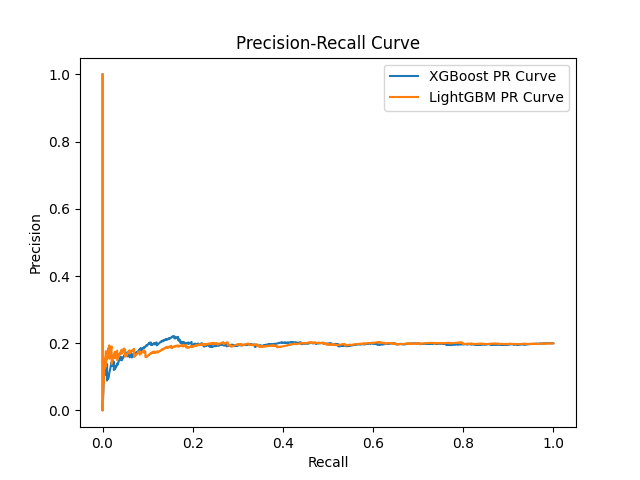 Precision-Recall Curve
XGBoost PR Curve
LightGBM PR Curve
Precision
1.0
0.8
0.6
0.4
0.2
0.0
0.0 0.2 0.4 0.6 0.8 1.0
Recall